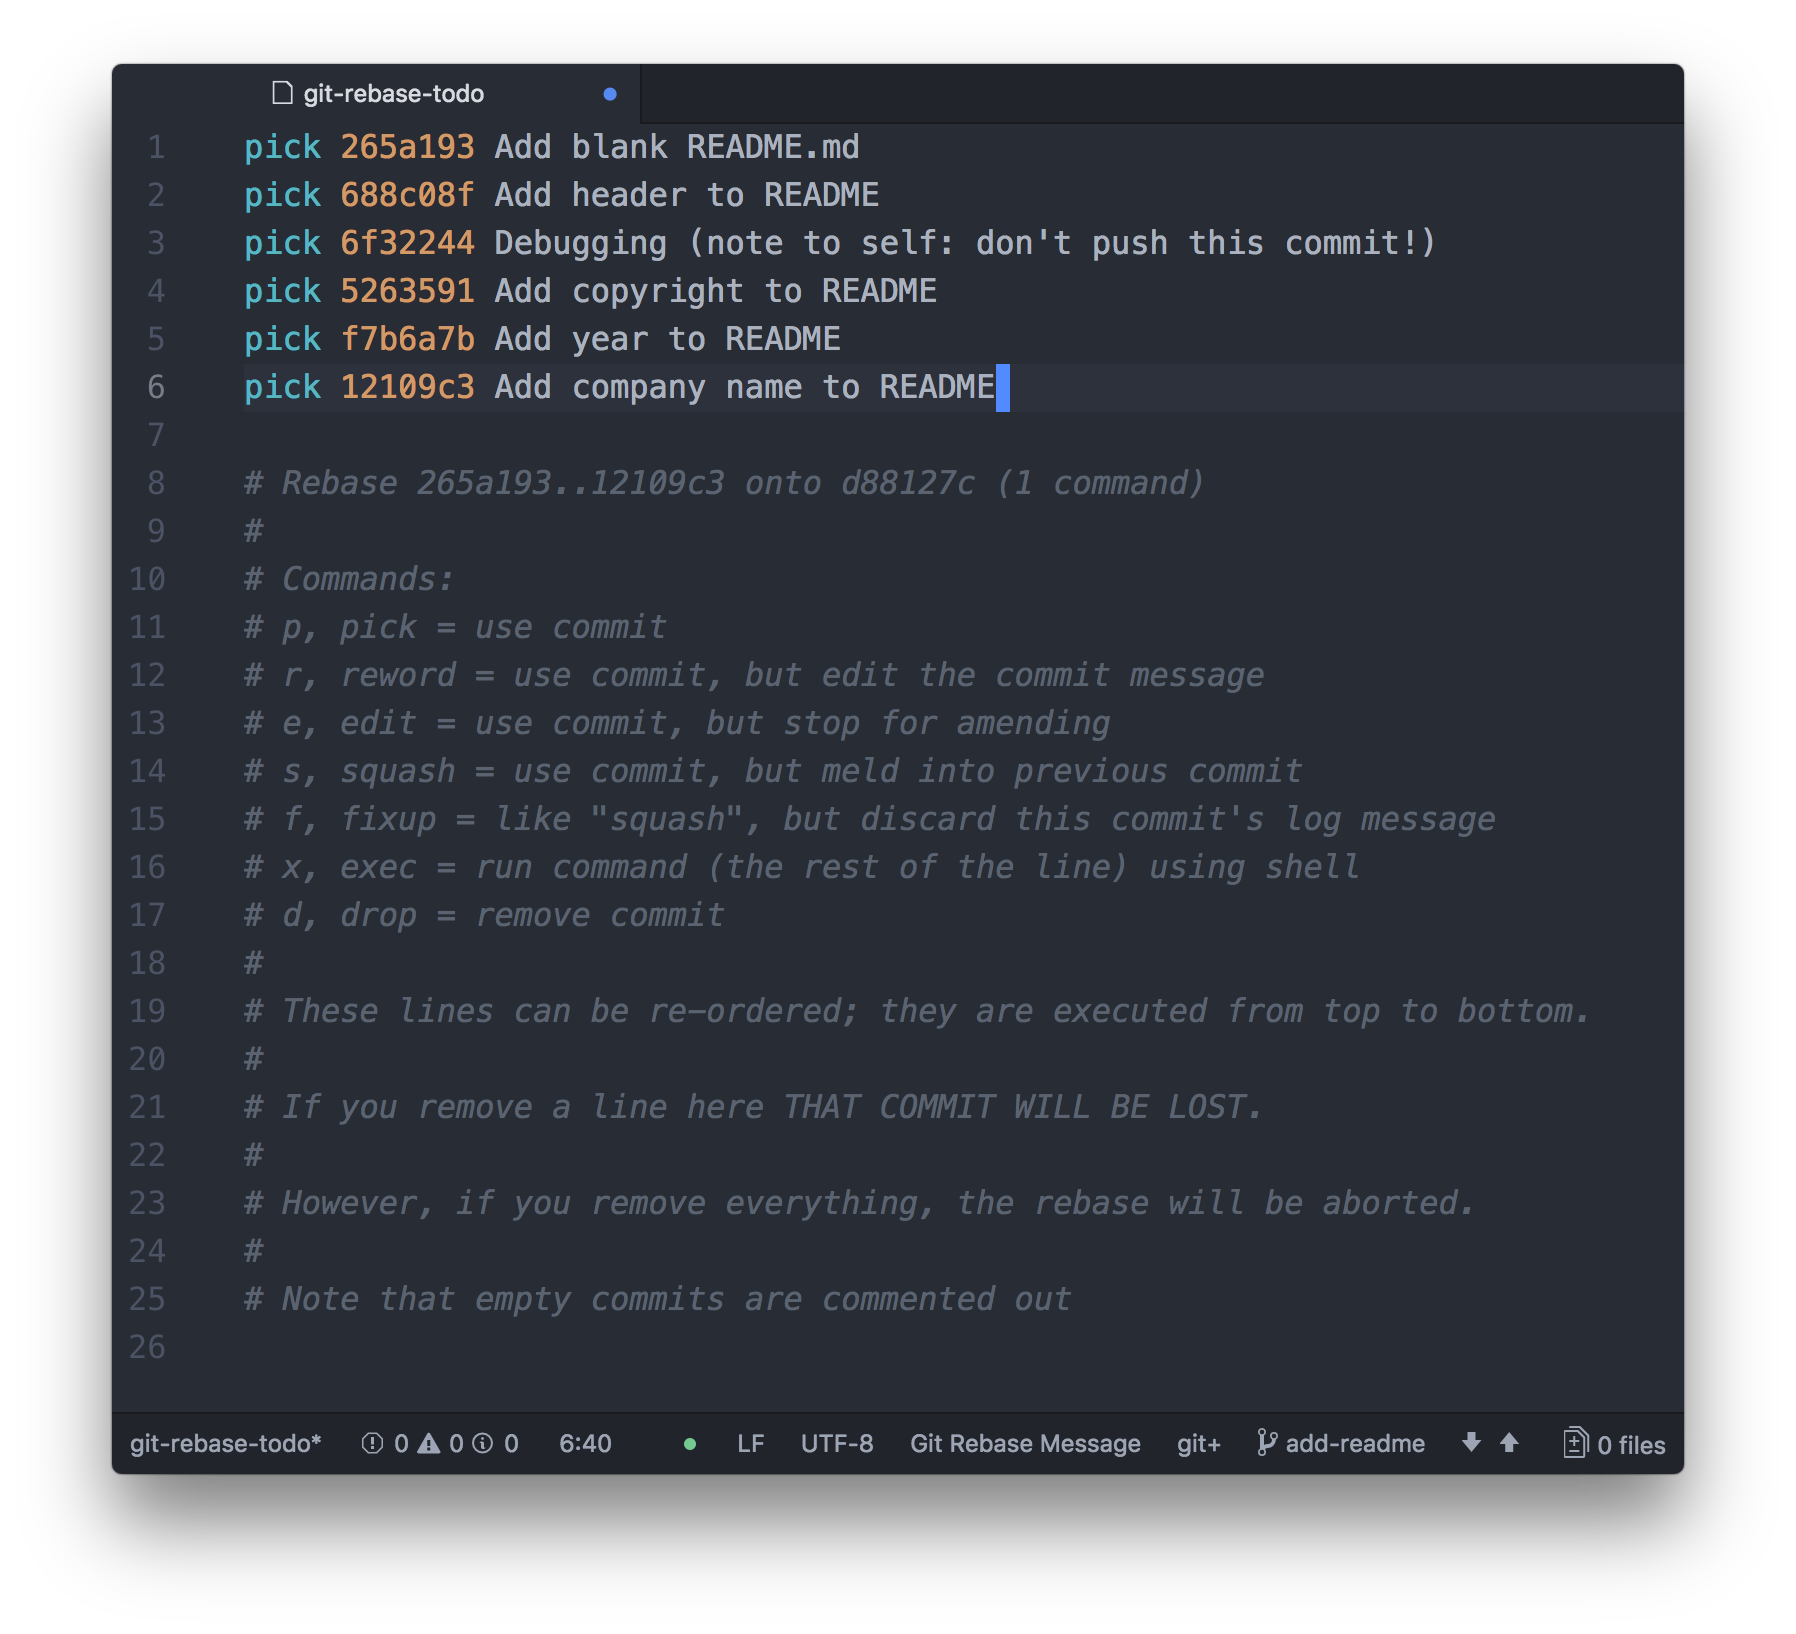 git-rebase-todo
1 pick 265a193 Add blank README.md
2 pick 688c08f Add header to README
3 pick 6f32244 Debugging (note to self: don't push this commit!)
4 pick 5263591 Add copyright to README
5 pick f7b6a7b Add year to README
6 pick 12109c3 Add company name to README
7
8 # Rebase 265a193..12109c3 onto d88127c (1 command)
9 #
10 # Commands:
11 # p, pick = use commit
12 # r, reword = use commit, but edit the commit message
13 # e, edit = use commit, but stop for amending
14 # s, squash = use commit, but meld into previous commit
15 # f, fixup = like "squash", but discard this commit's log message
16 # x, exec = run command (the rest of the line) using shell
17 # d, drop = remove commit
18 #
19 # These lines can be re-ordered; they are executed from top to bottom.
20 #
21 # If you remove a line here THAT COMMIT WILL BE LOST.
22 #
23 # However, if you remove everything, the rebase will be aborted.
24 #
25 # Note that empty commits are commented out
26
git-rebase-todo* 0 0 0 6:40 LF UTF-8 Git Rebase Message git+ add-readme 0 files